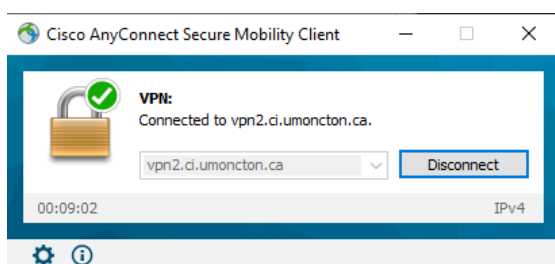 Cisco AnyConnect Secure Mobility Client
VPN:
Connected to vpn2.ci.umoncton.ca.
vpn2.ci.umoncton.ca
Disconnect
00:09:02
IPv4